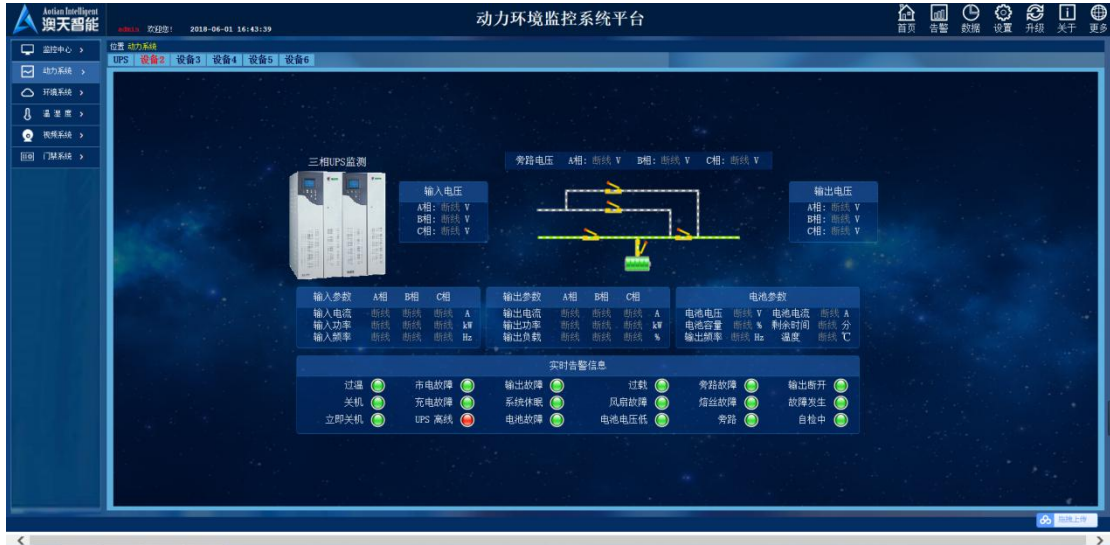 Aotian Intelligent
澳天智能
admin 欢迎您! 2018-06-01 16:43:39
动力环境监控系统平台
首页 告警 数据 设置 升级 关于 更多
监控中心 >
动力系统 >
环境系统 >
温湿度 >
视频系统 >
门禁系统 >
位置 动力系统
UPS 设备2 设备3 设备4 设备5 设备6
三相UPS监测
旁路电压 A相: 断线 V B相: 断线 V C相: 断线 V
输入电压
A相: 断线 V
B相: 断线 V
C相: 断线 V
输出电压
A相: 断线 V
B相: 断线 V
C相: 断线 V
输入参数 A相 B相 C相
输入电流 断线 断线 断线 A
输入功率 断线 断线 断线 kW
输入频率 断线 断线 断线 Hz
输出参数 A相 B相 C相
输出电流 断线 断线 断线 A
输出功率 断线 断线 断线 kW
输出负载 断线 断线 断线 %
电池参数
电池电压 断线 V 电池电流 断线 A
电池容量 断线 % 剩余时间 断线 分
输出频率 断线 Hz 温度 断线 ℃
实时告警信息
过温 市电故障 输出故障 过载 旁路故障 输出断开
关机 充电故障 系统休眠 风扇故障 熔丝故障 故障发生
立即关机 UPS 离线 电池故障 电池电压低 旁路 自检中
拖拽上传